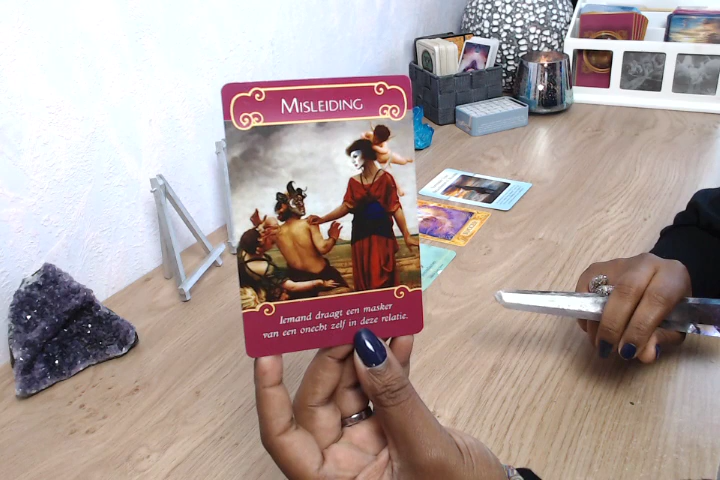 MISLEIDING
Iemand draagt een masker
van een onecht zelf in deze relatie.